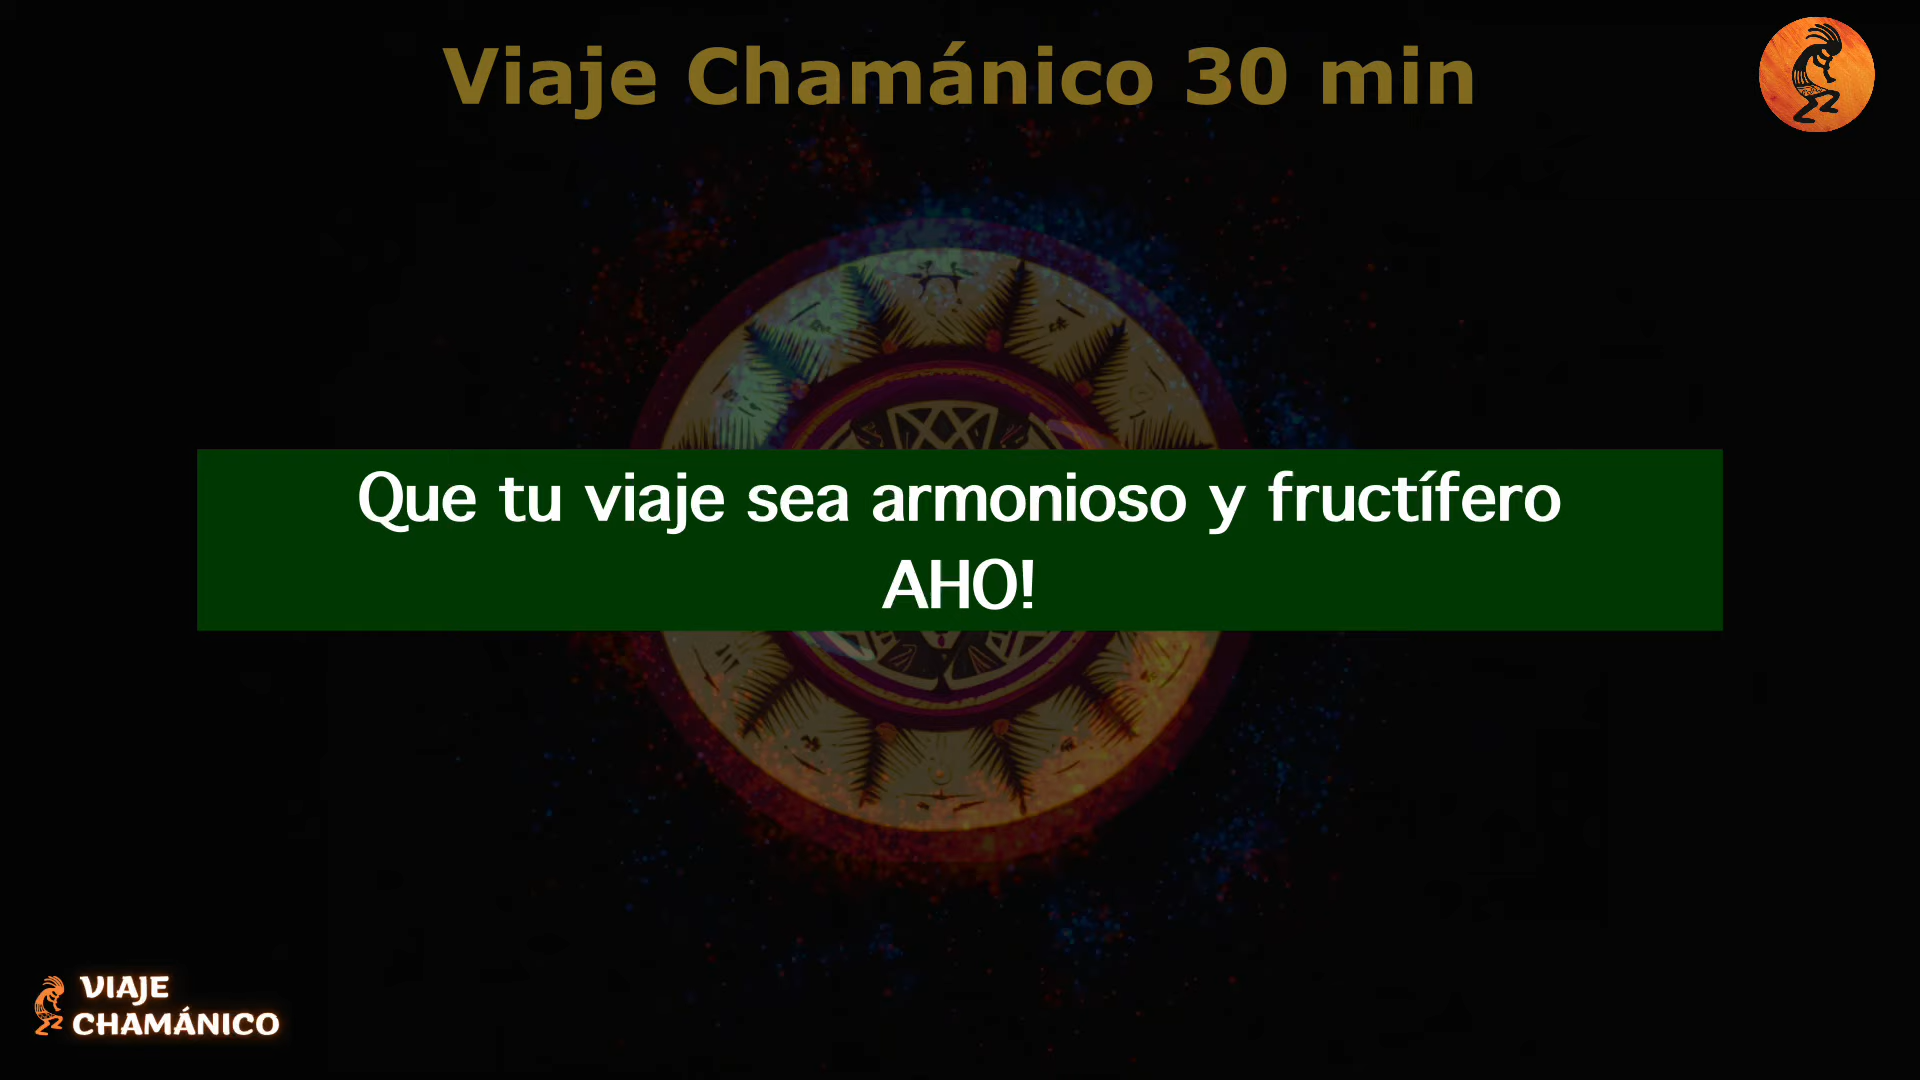 Viaje Chamánico 30 min
Que tu viaje sea armonioso y fructífero
AHO!
VIAJE
CHAMÁNICO